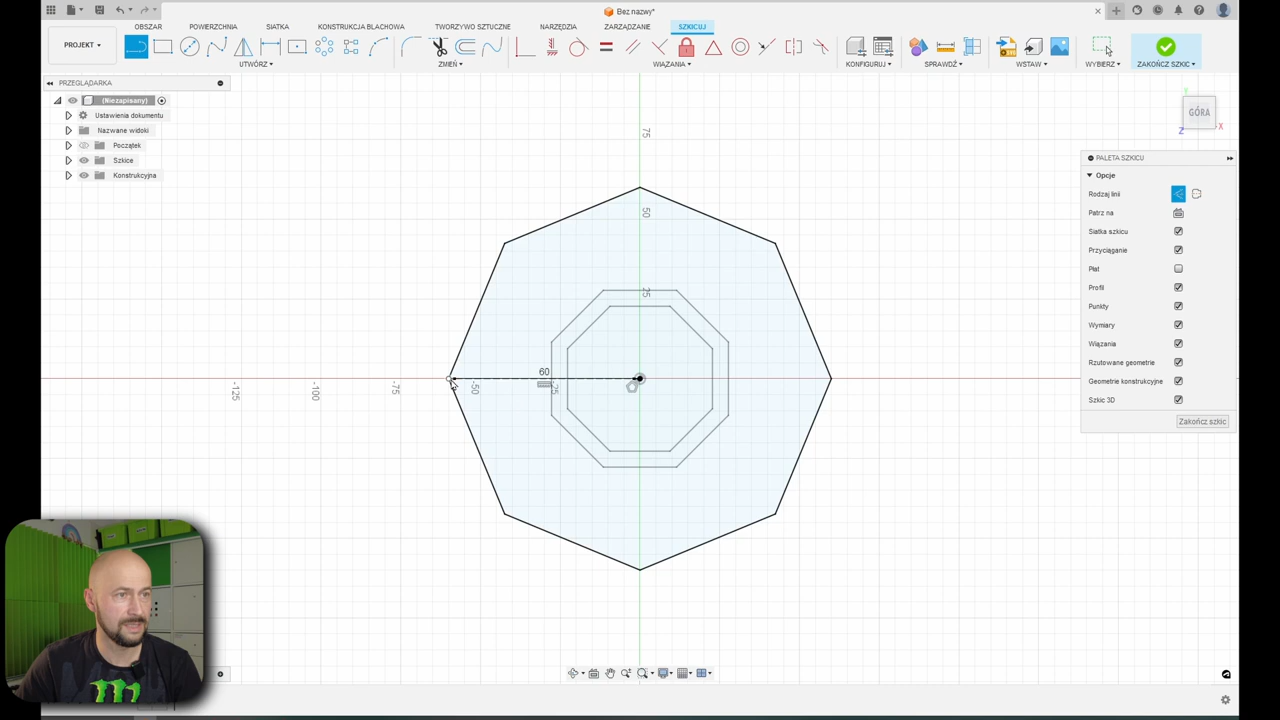 Bez nazwy*
OBSZAR
POWIERZCHNIA
SIATKA
KONSTRUKCJA BLACHOWA
TWORZYWO SZTUCZNE
NARZĘDZIA
ZARZĄDZANIE
SZKICUJ
PROJEKT
UTWÓRZ
ZMIEŃ
WIĄZANIA
KONFIGURUJ
SPRAWDŹ
WSTAW
WYBIERZ
ZAKOŃCZ SZKIC
PRZEGLĄDARKA
(Niezapisany)
Ustawienia dokumentu
Nazwane widoki
Początek
Szkice
Konstrukcyjna
75
50
25
60
-125
-100
-75
-50
-25
Y
GÓRA
Z
X
PALETA SZKICU
Opcje
Rodzaj linii
Patrz na
Siatka szkicu
Przyciąganie
Płat
Profil
Punkty
Wymiary
Wiązania
Rzutowane geometrie
Geometrie konstrukcyjne
Szkic 3D
Zakończ szkic